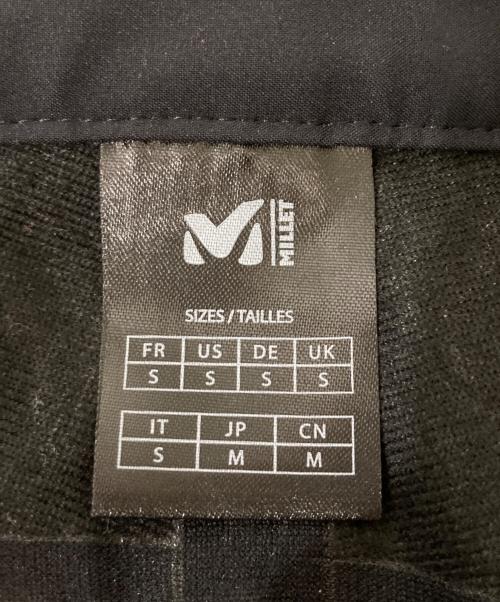 MILLET
SIZES / TAILLES
FR US DE UK
S S S S
IT JP CN
S M M